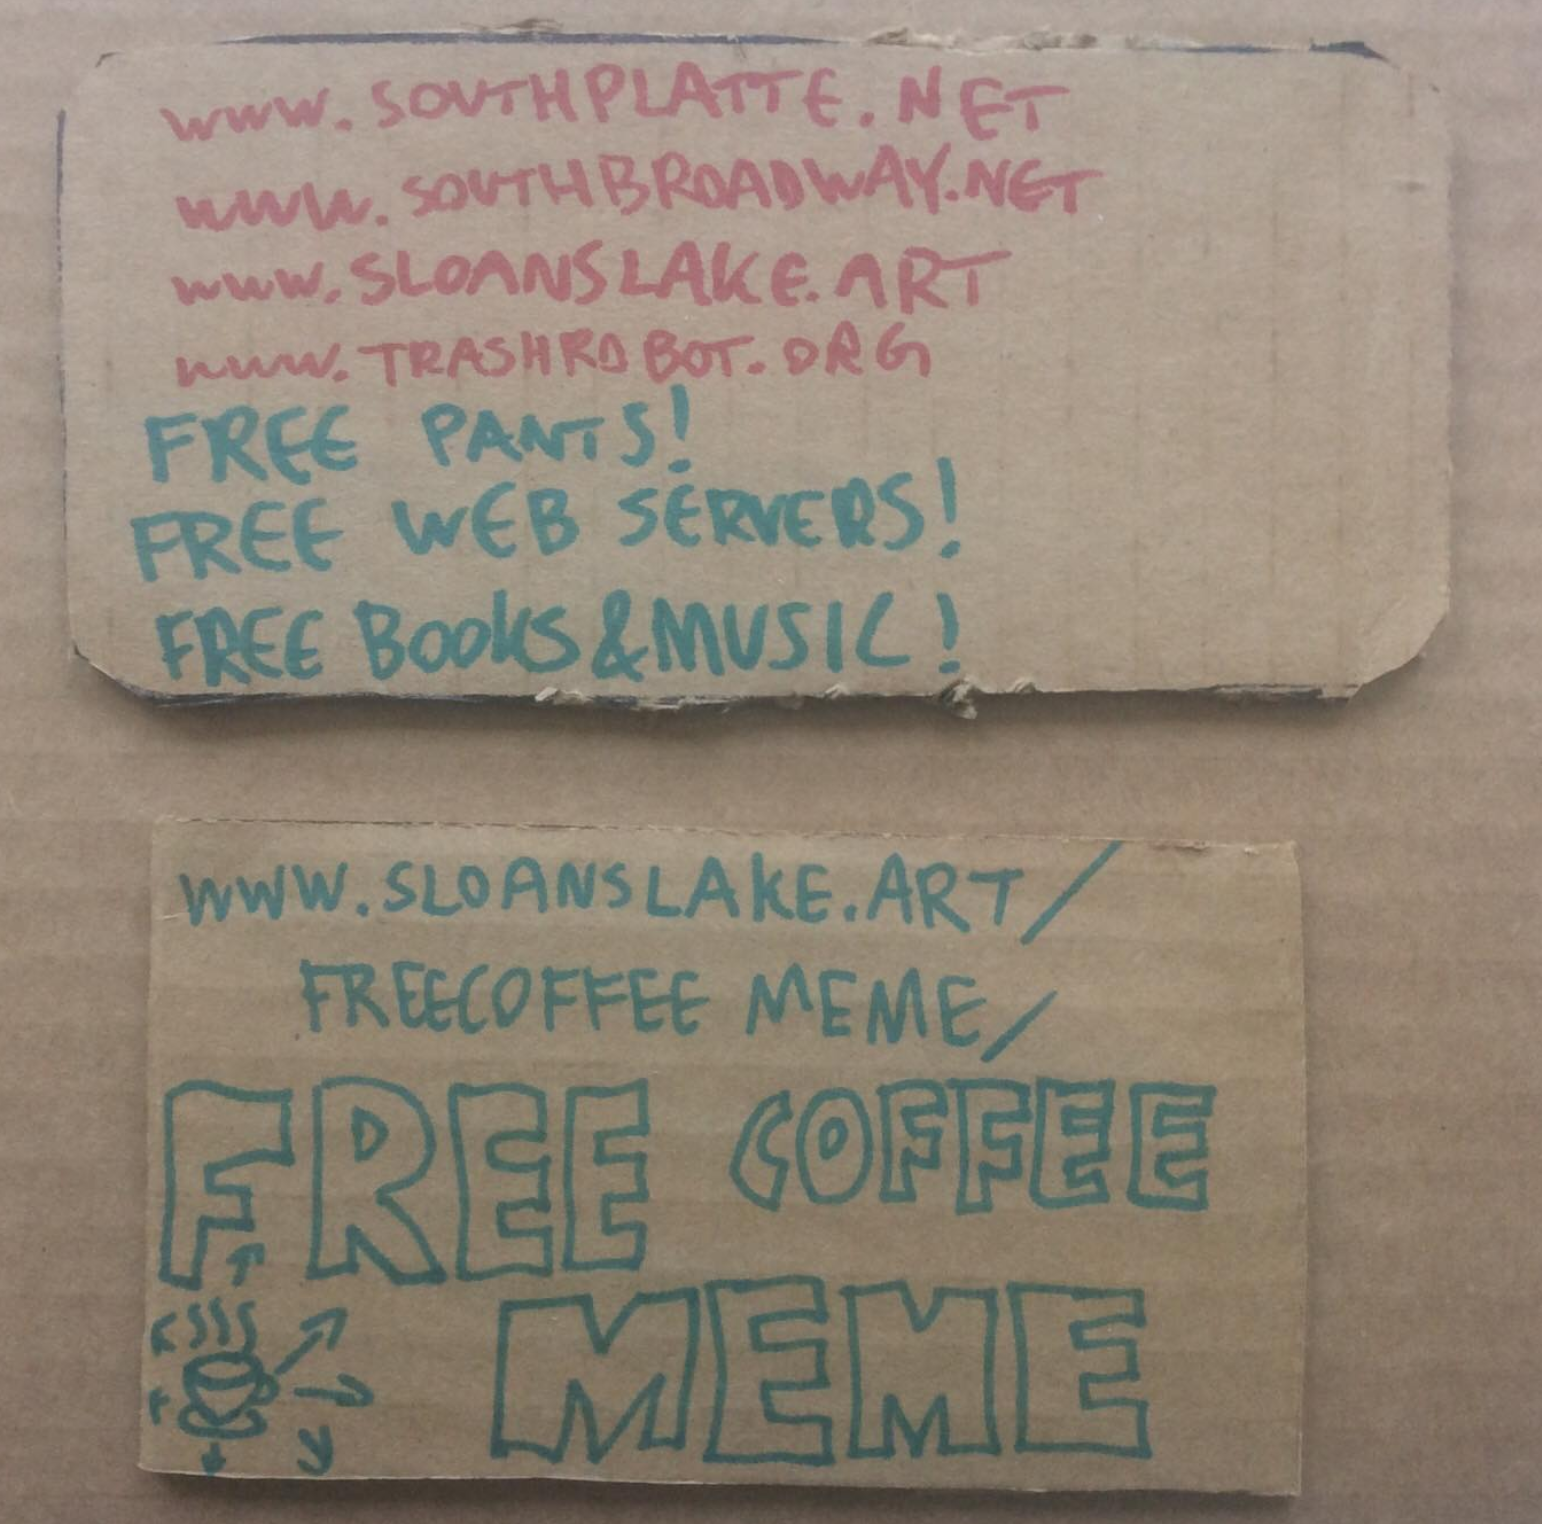 www.SOUTHPLATTE.NET
www.SOUTHBROADWAY.NET
www.SLOANSLAKE.ART
www.TRASHROBOT.ORG
FREE PANTS!
FREE WEB SERVERS!
FREE BOOKS & MUSIC!
WWW.SLOANSLAKE.ART/
FREECOFFEE MEME/
FREE COFFEE
MEME